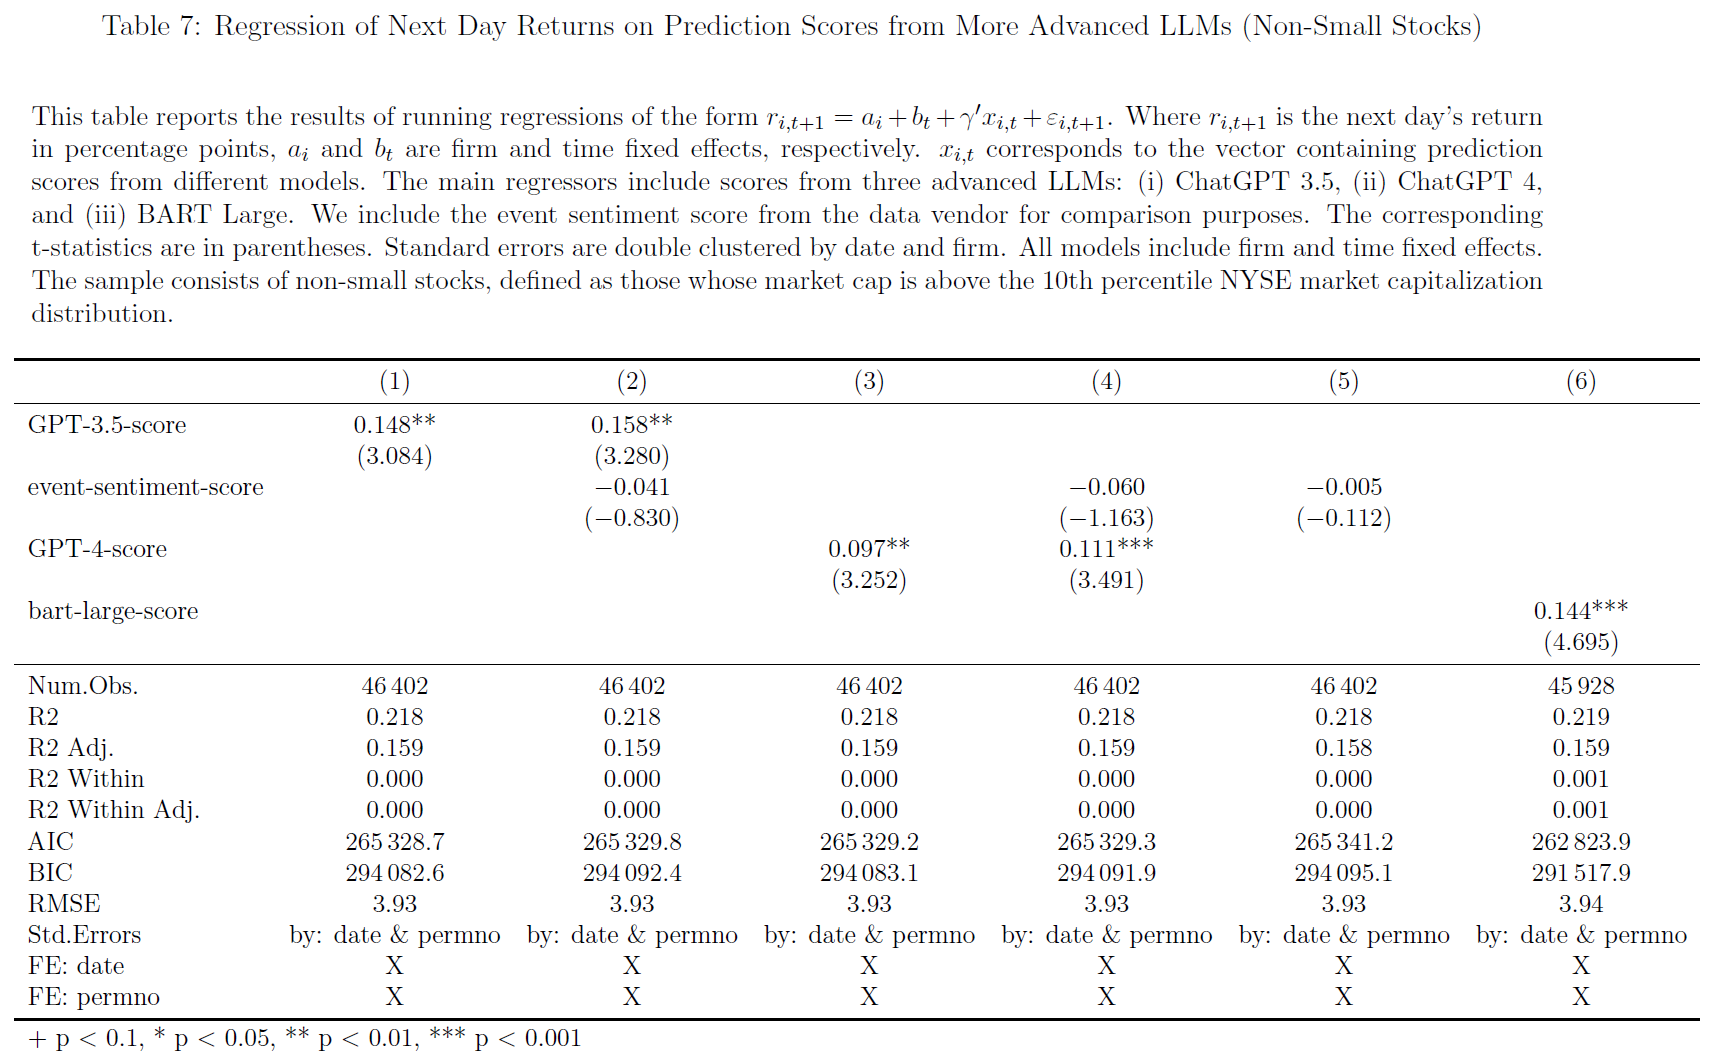 Table 7: Regression of Next Day Returns on Prediction Scores from More Advanced LLMs (Non-Small Stocks)
This table reports the results of running regressions of the form r_{i,t+1} = a_i + b_t + γ′x_{i,t} + ε_{i,t+1}. Where r_{i,t+1} is the next day's return
in percentage points, a_i and b_t are firm and time fixed effects, respectively. x_{i,t} corresponds to the vector containing prediction
scores from different models. The main regressors include scores from three advanced LLMs: (i) ChatGPT 3.5, (ii) ChatGPT 4,
and (iii) BART Large. We include the event sentiment score from the data vendor for comparison purposes. The corresponding
t-statistics are in parentheses. Standard errors are double clustered by date and firm. All models include firm and time fixed effects.
The sample consists of non-small stocks, defined as those whose market cap is above the 10th percentile NYSE market capitalization
distribution.
(1) (2) (3) (4) (5) (6)
GPT-3.5-score 0.148** 0.158**
(3.084) (3.280)
event-sentiment-score −0.041 −0.060 −0.005
(−0.830) (−1.163) (−0.112)
GPT-4-score 0.097** 0.111***
(3.252) (3.491)
bart-large-score 0.144***
(4.695)
Num.Obs. 46 402 46 402 46 402 46 402 46 402 45 928
R2 0.218 0.218 0.218 0.218 0.218 0.219
R2 Adj. 0.159 0.159 0.159 0.159 0.158 0.159
R2 Within 0.000 0.000 0.000 0.000 0.000 0.001
R2 Within Adj. 0.000 0.000 0.000 0.000 0.000 0.001
AIC 265 328.7 265 329.8 265 329.2 265 329.3 265 341.2 262 823.9
BIC 294 082.6 294 092.4 294 083.1 294 091.9 294 095.1 291 517.9
RMSE 3.93 3.93 3.93 3.93 3.93 3.94
Std.Errors by: date & permno by: date & permno by: date & permno by: date & permno by: date & permno by: date & permno
FE: date X X X X X X
FE: permno X X X X X X
+ p < 0.1, * p < 0.05, ** p < 0.01, *** p < 0.001